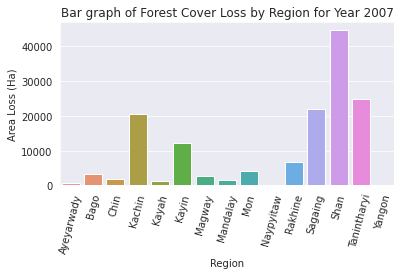 Bar graph of Forest Cover Loss by Region for Year 2007
Area Loss (Ha)
40000
30000
20000
10000
0
Ayeyarwady
Bago
Chin
Kachin
Kayah
Kayin
Magway
Mandalay
Mon
Naypyitaw
Rakhine
Sagaing
Shan
Tanintharyi
Yangon
Region